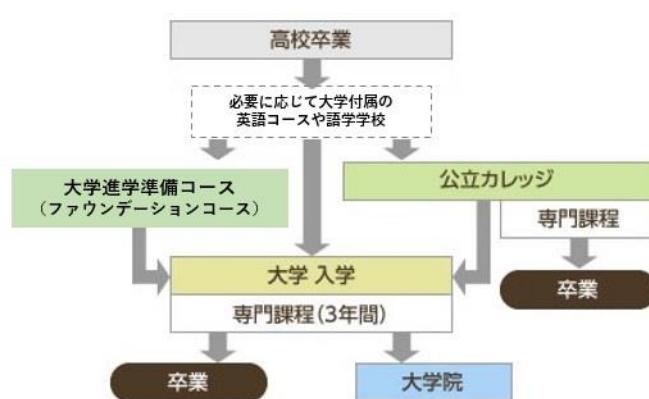 高校卒業
必要に応じて大学付属の
英語コースや語学学校
大学進学準備コース
（ファウンデーションコース）
公立カレッジ
専門課程
卒業
大学 入学
専門課程(3年間)
卒業
大学院